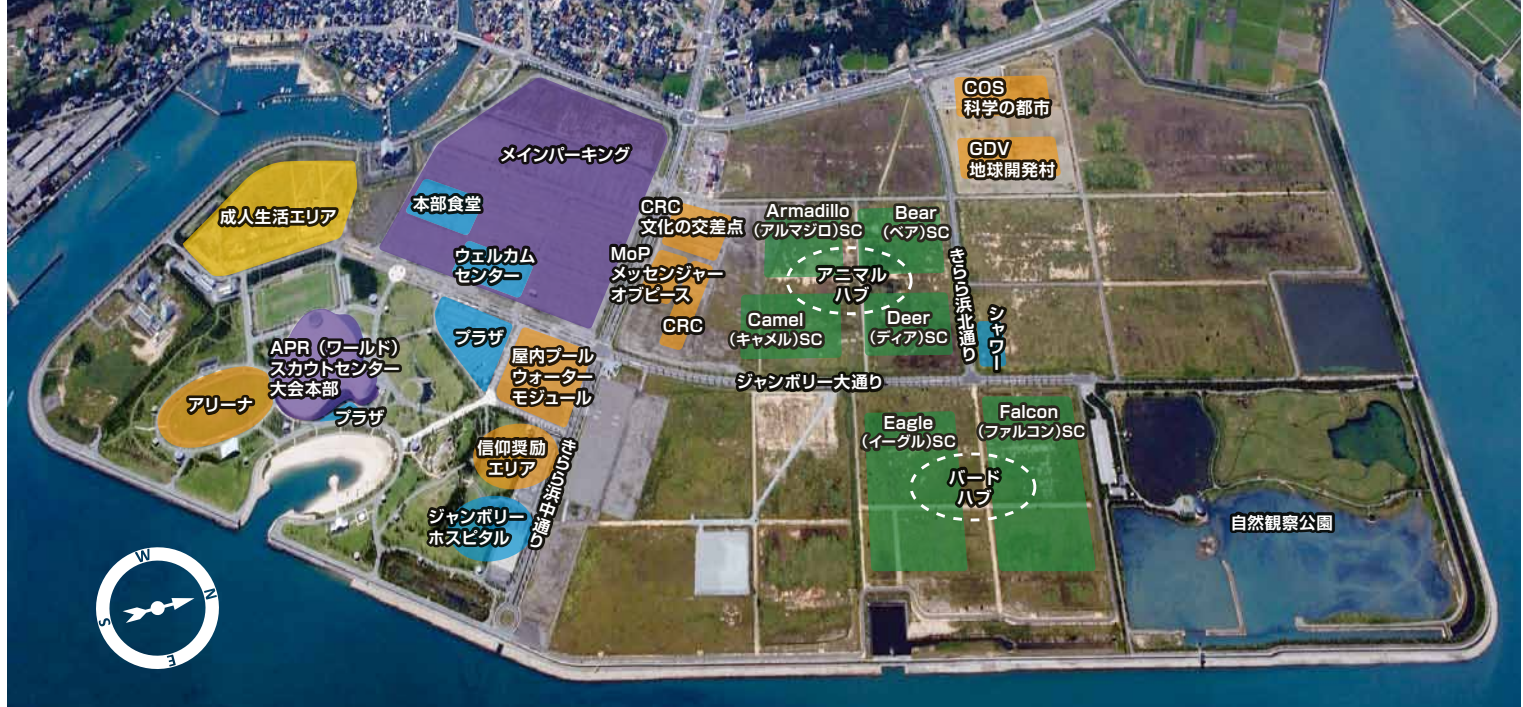 COS
科学の都市
GDV
地球開発村
メインパーキング
本部食堂
成人生活エリア
ウェルカム
センター
CRC
文化の交差点
MoP
メッセンジャー
オブピース
CRC
Armadillo
(アルマジロ)SC
Bear
(ベア)SC
アニマル
ハブ
Camel
(キャメル)SC
Deer
(ディア)SC
きらら浜北通り
シャワー
プラザ
屋内プール
ウォーター
モジュール
APR(ワールド)
スカウトセンター
大会本部
アリーナ
プラザ
ジャンボリー大通り
信仰奨励
エリア
きらら浜中通り
ジャンボリー
ホスピタル
Eagle
(イーグル)SC
Falcon
(ファルコン)SC
バード
ハブ
自然観察公園
W
N
S
E